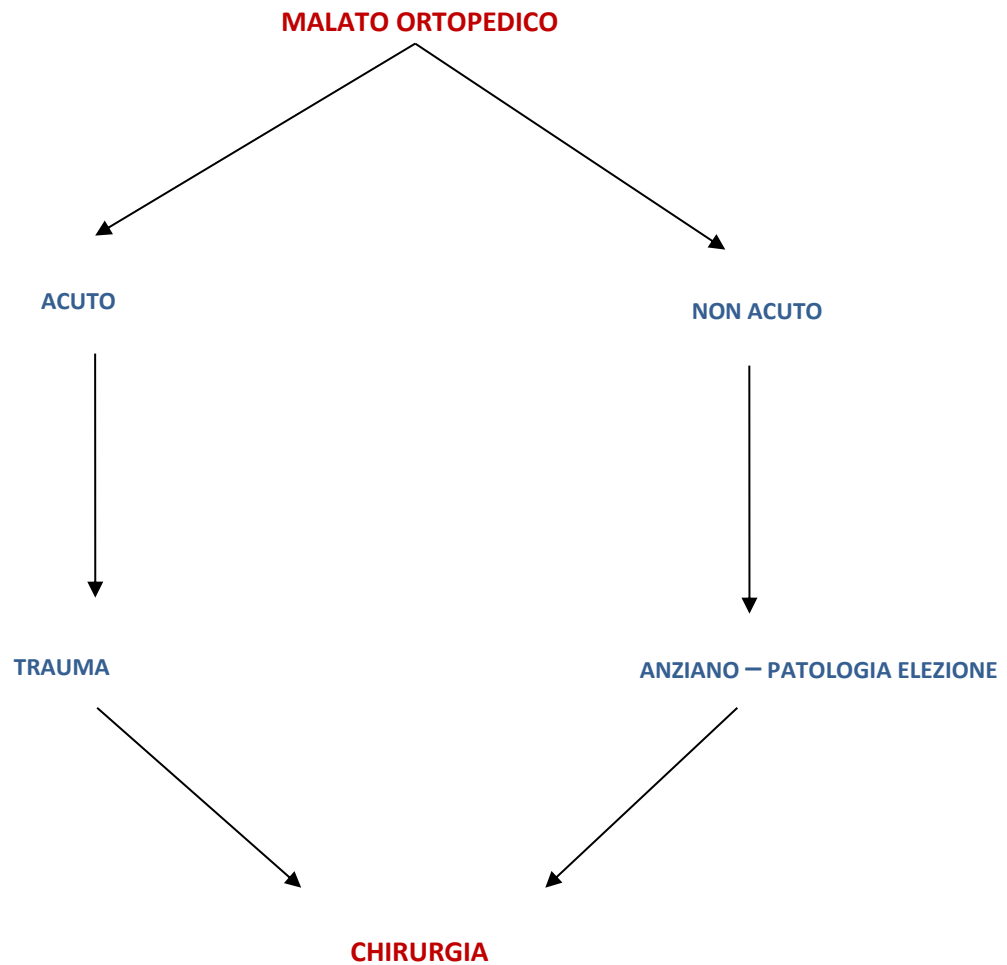 MALATO ORTOPEDICO
ACUTO
NON ACUTO
TRAUMA
ANZIANO – PATOLOGIA ELEZIONE
CHIRURGIA